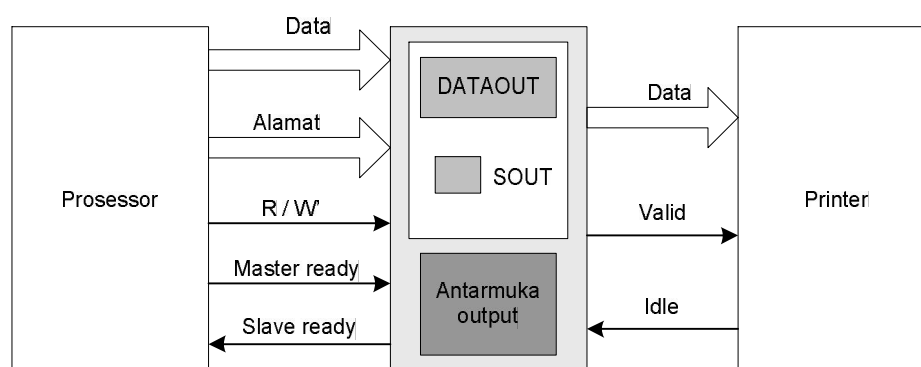 Data
DATAOUT
Data
Alamat
SOUT
Prosessor
Printer
R / W'
Valid
Master ready
Antarmuka
output
Idle
Slave ready